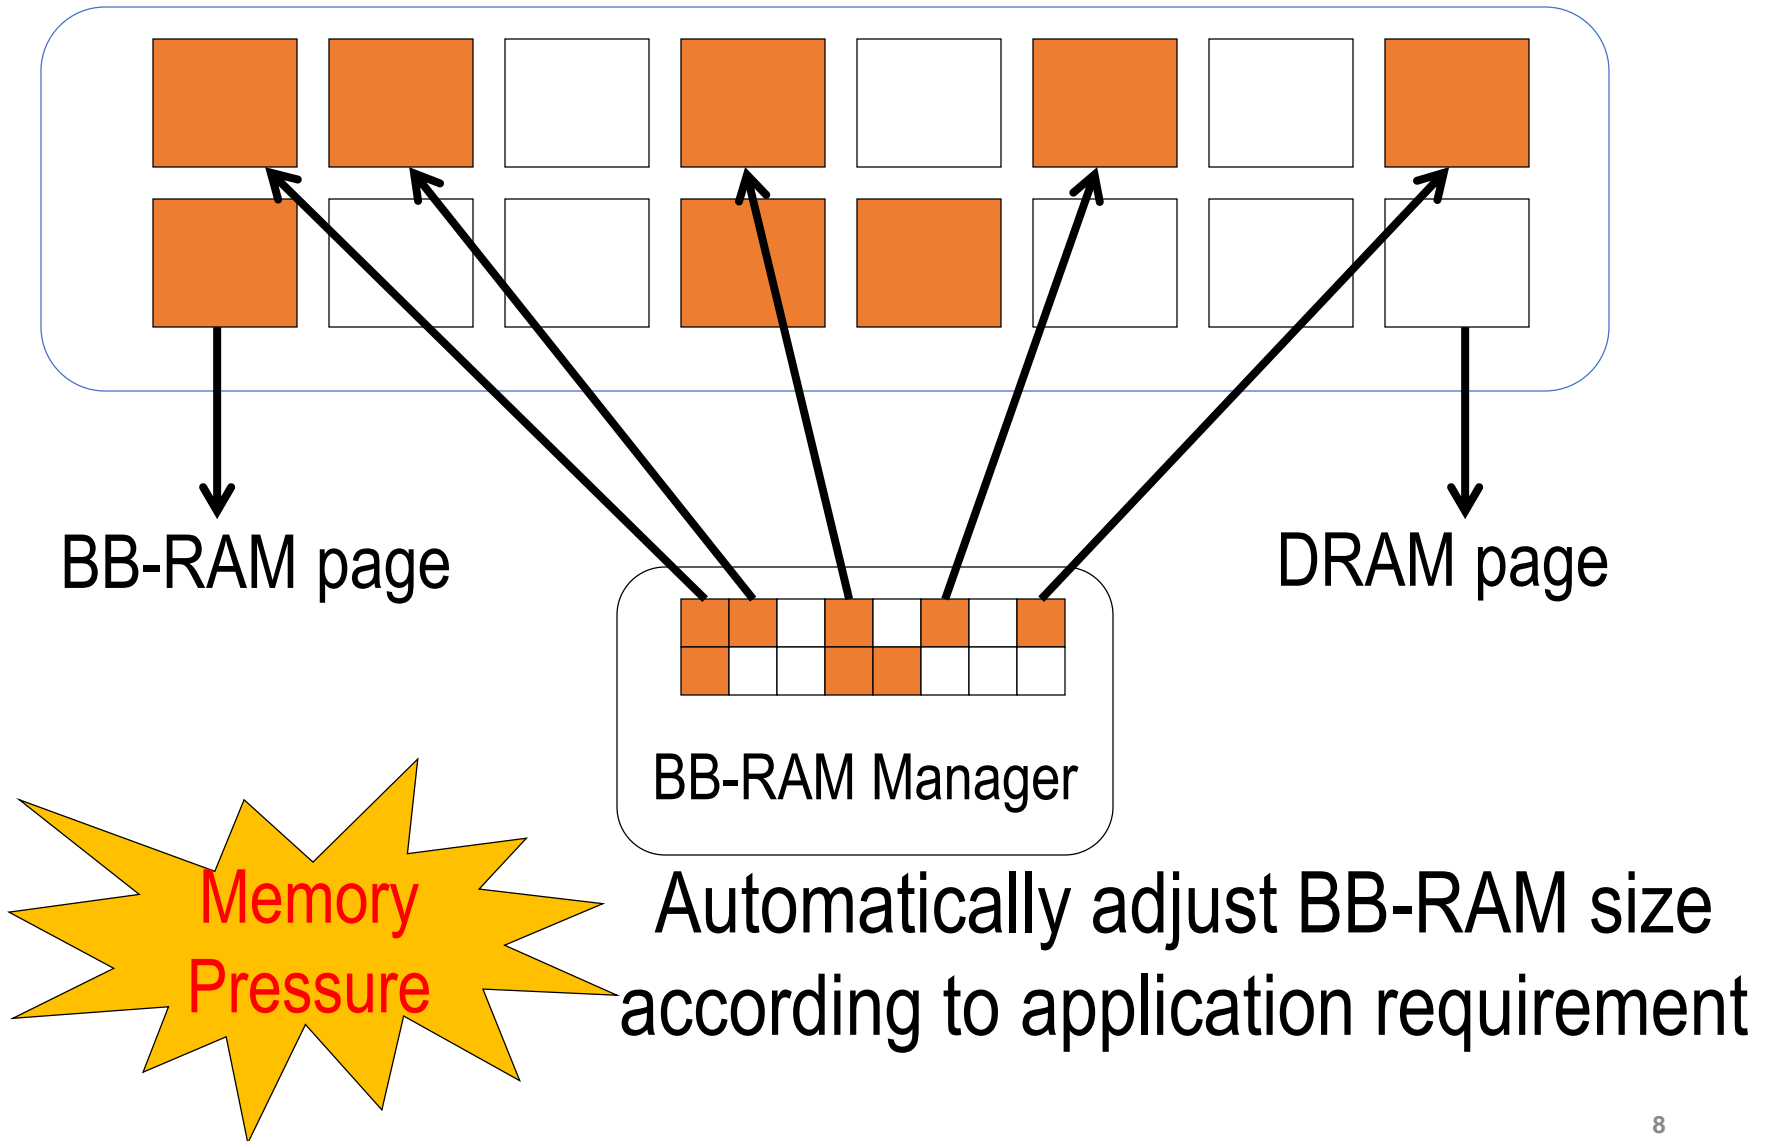 BB-RAM page
DRAM page
BB-RAM Manager
Memory
Pressure
Automatically adjust BB-RAM size
according to application requirement
8